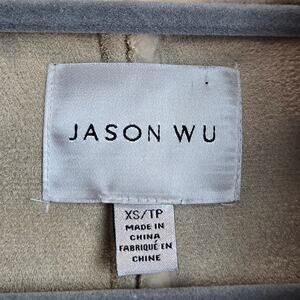 JASON WU
XS/TP
MADE IN
CHINA
FABRIQUÉ EN
CHINE